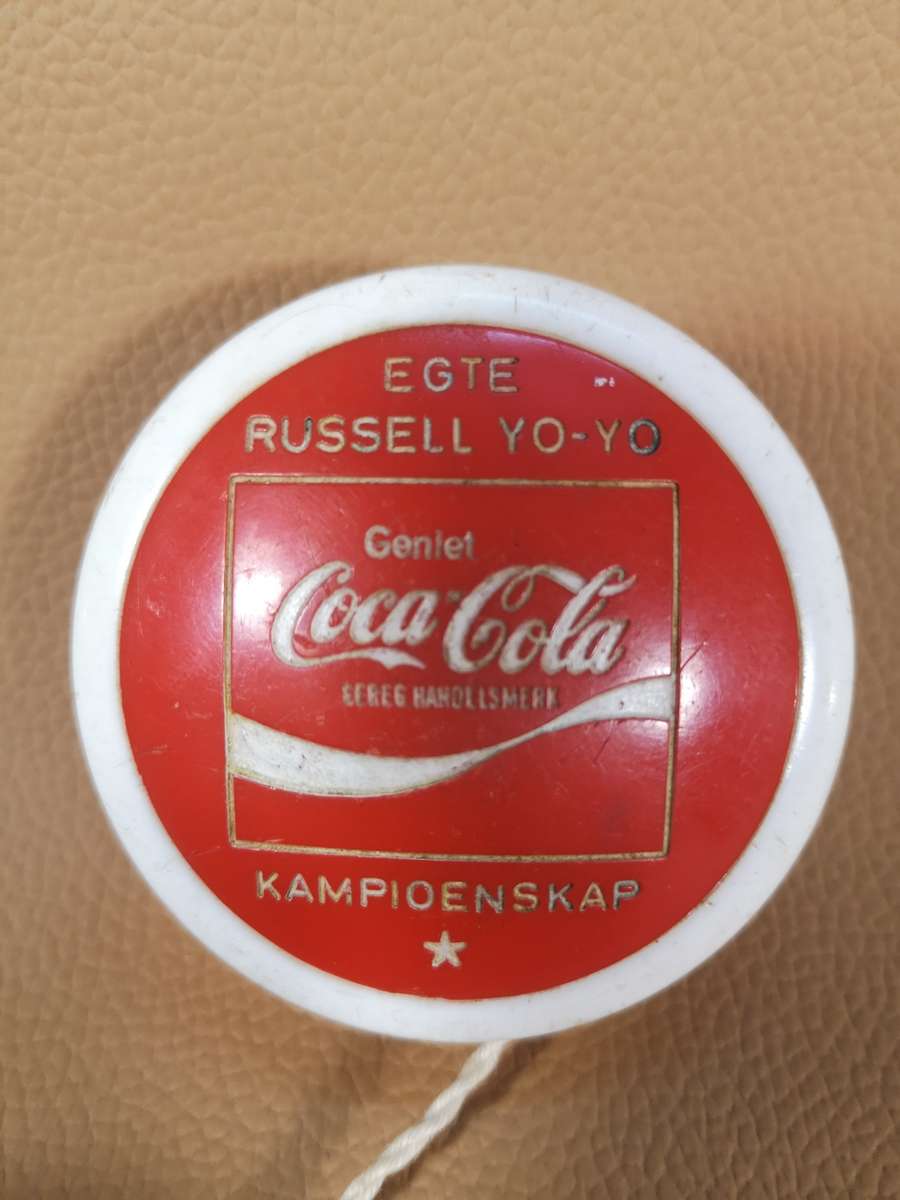 EGTE
RUSSELL YO-YO
Geniet
Coca-Cola
GEREG HANDELSMERK
KAMPIOENSKAP